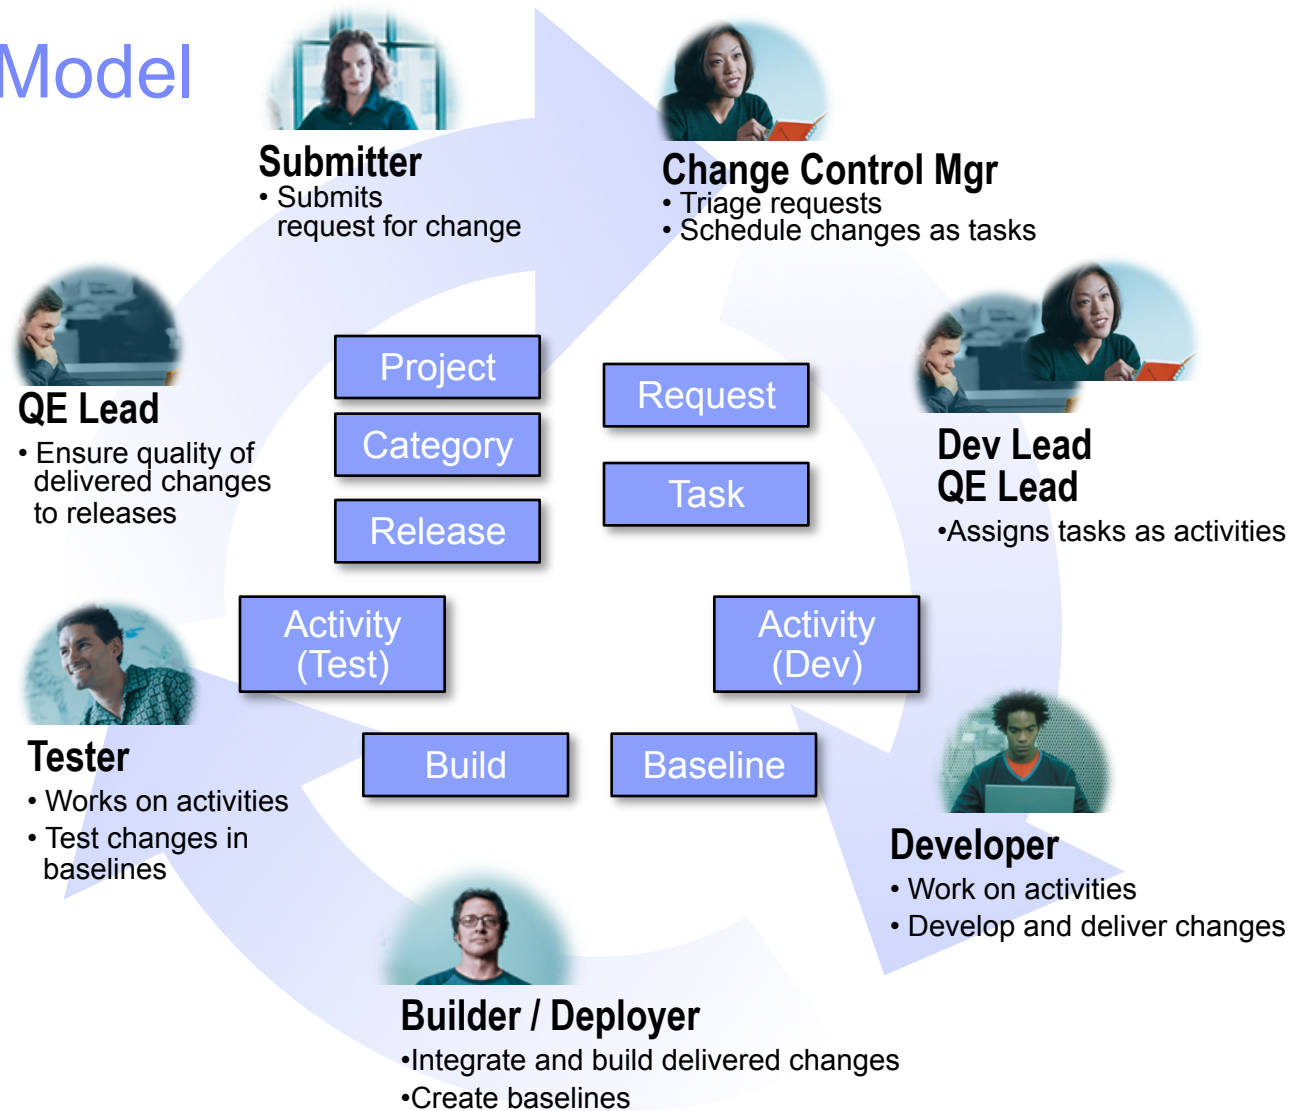 Model
Submitter
• Submits
request for change
Change Control Mgr
• Triage requests
• Schedule changes as tasks
QE Lead
• Ensure quality of
delivered changes
to releases
Project
Category
Release
Request
Task
Dev Lead
QE Lead
•Assigns tasks as activities
Activity
(Test)
Activity
(Dev)
Build
Baseline
Tester
• Works on activities
• Test changes in
baselines
Developer
• Work on activities
• Develop and deliver changes
Builder / Deployer
•Integrate and build delivered changes
•Create baselines